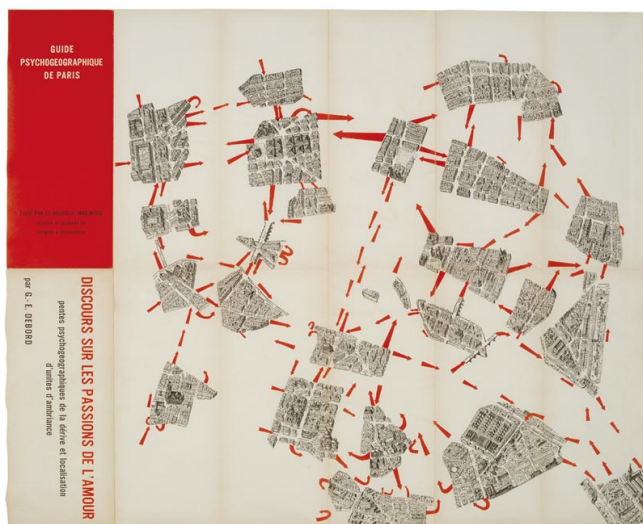 GUIDE
PSYCHOGEOGRAPHIQUE
DE PARIS
DISCOURS SUR LES PASSIONS DE L'AMOUR
pentes psychogeographiques de la dérive et localisation
d'unites d'ambiance
par G.-E. DEBORD